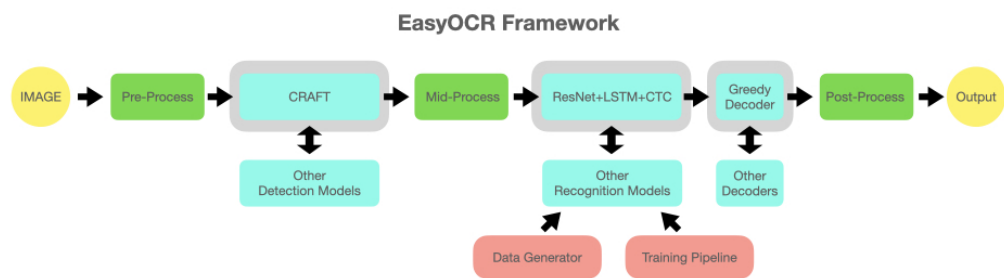 EasyOCR Framework
IMAGE
Pre-Process
CRAFT
Mid-Process
ResNet+LSTM+CTC
Greedy
Decoder
Post-Process
Output
Other
Detection Models
Other
Recognition Models
Other
Decoders
Data Generator
Training Pipeline